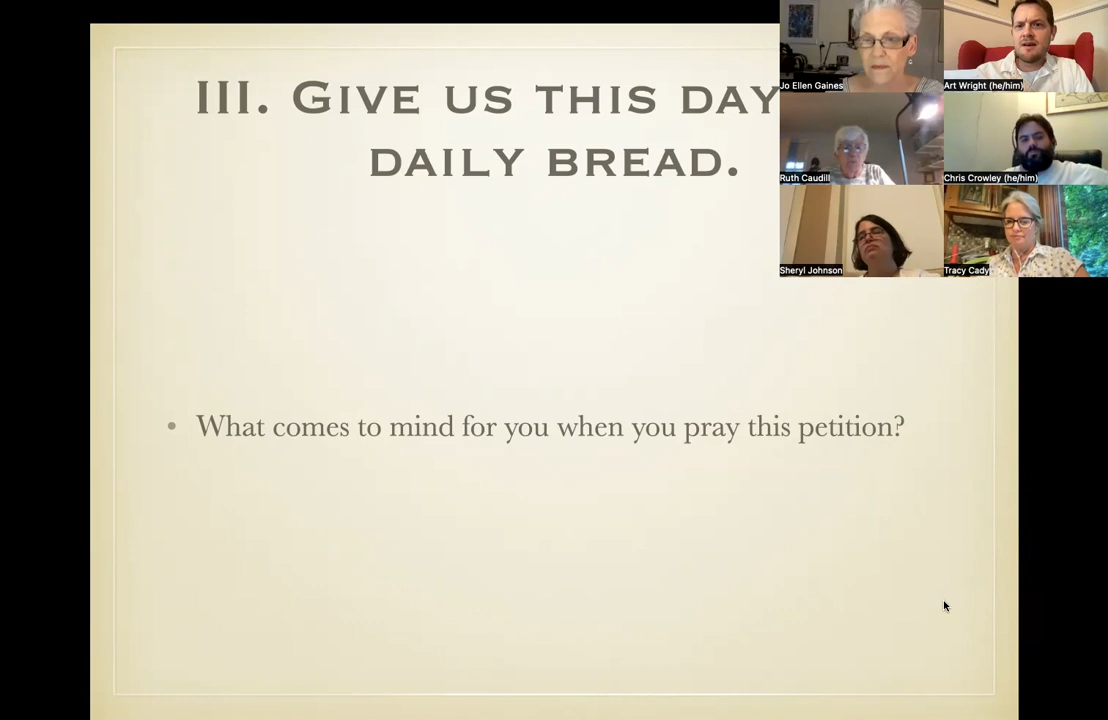 III. GIVE US THIS DAY
DAILY BREAD.
• What comes to mind for you when you pray this petition?
Jo Ellen Gaines
Art Wright (he/him)
Ruth Caudill
Chris Crowley (he/him)
Sheryl Johnson
Tracy Cady